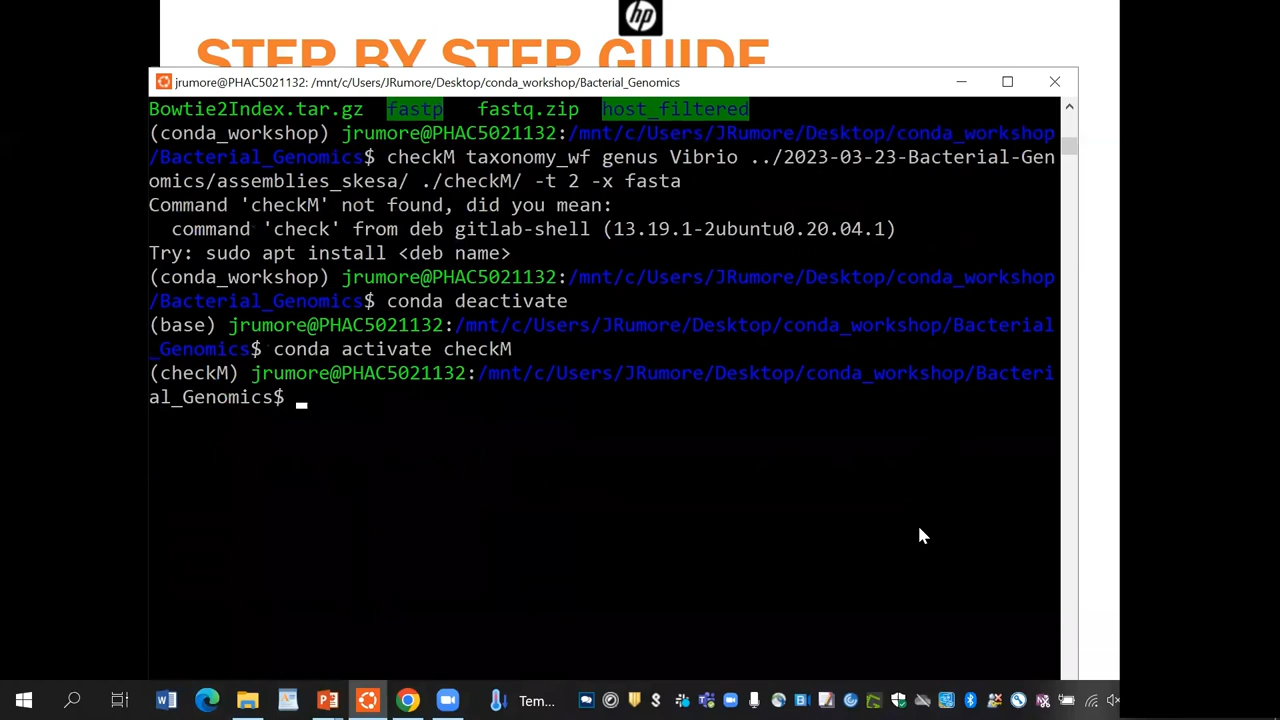 hp
STEP BY STEP GUIDE
jrumore@PHAC5021132: /mnt/c/Users/JRumore/Desktop/conda_workshop/Bacterial_Genomics
Bowtie2Index.tar.gz fastp fastq.zip host_filtered
(conda_workshop) jrumore@PHAC5021132:/mnt/c/Users/JRumore/Desktop/conda_workshop
/Bacterial_Genomics$ checkM taxonomy_wf genus Vibrio ../2023-03-23-Bacterial-Gen
omics/assemblies_skesa/ ./checkM/ -t 2 -x fasta
Command 'checkM' not found, did you mean:
command 'check' from deb gitlab-shell (13.19.1-2ubuntu0.20.04.1)
Try: sudo apt install <deb name>
(conda_workshop) jrumore@PHAC5021132:/mnt/c/Users/JRumore/Desktop/conda_workshop
/Bacterial_Genomics$ conda deactivate
(base) jrumore@PHAC5021132:/mnt/c/Users/JRumore/Desktop/conda_workshop/Bacterial
_Genomics$ conda activate checkM
(checkM) jrumore@PHAC5021132:/mnt/c/Users/JRumore/Desktop/conda_workshop/Bacteri
al_Genomics$
Tem...